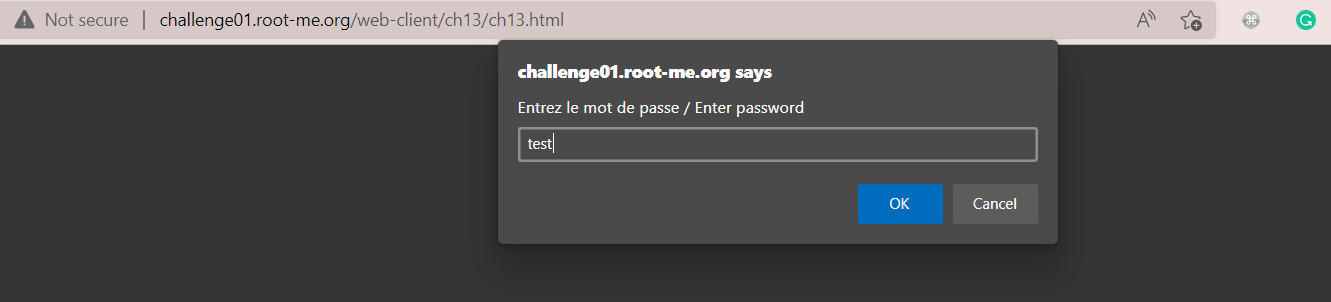 Not secure | challenge01.root-me.org/web-client/ch13/ch13.html
challenge01.root-me.org says
Entrez le mot de passe / Enter password
test
OK Cancel